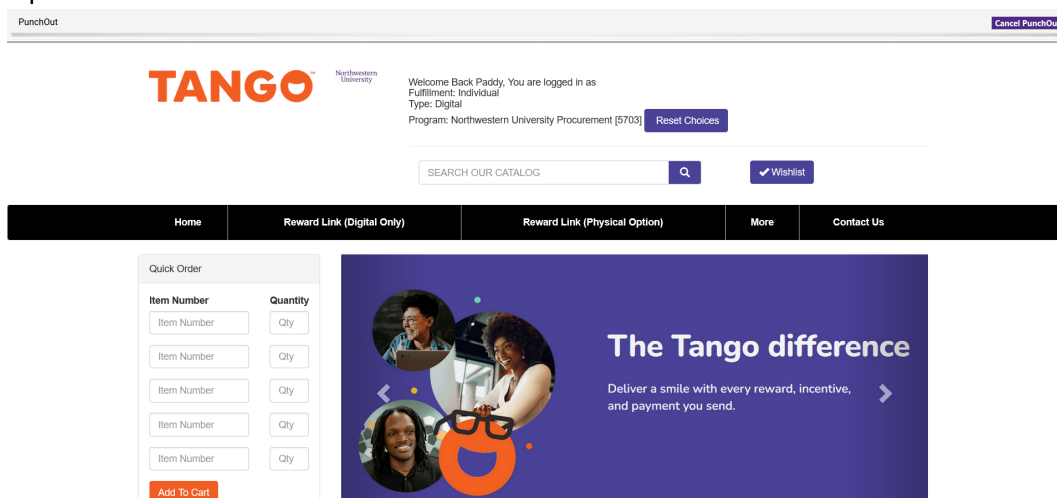 PunchOut
Cancel PunchOu
TANGO
Northwestern
University
Welcome Back Paddy, You are logged in as
Fulfillment: Individual
Type: Digital
Program: Northwestern University Procurement [5703] Reset Choices
SEARCH OUR CATALOG
Wishlist
Home Reward Link (Digital Only) Reward Link (Physical Option) More Contact Us
Quick Order
Item Number Quantity
Item Number Qty
Item Number Qty
Item Number Qty
Item Number Qty
Item Number Qty
Add To Cart
The Tango difference
Deliver a smile with every reward, incentive,
and payment you send.